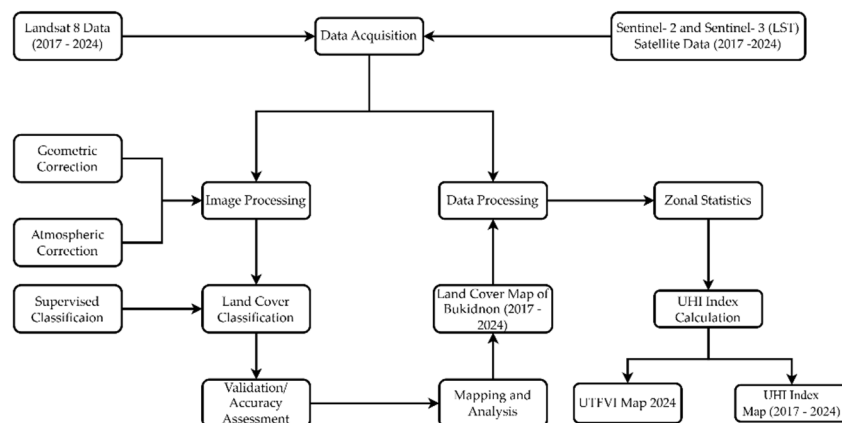 Landsat 8 Data
(2017 - 2024)
Data Acquisition
Sentinel- 2 and Sentinel- 3 (LST)
Satellite Data (2017 -2024)
Geometric
Correction
Image Processing
Data Processing
Zonal Statistics
Atmospheric
Correction
Supervised
Classificaion
Land Cover
Classification
Land Cover Map of
Bukidnon (2017 -
2024)
UHI Index
Calculation
Validation/
Accuracy
Assessment
Mapping and
Analysis
UTFVI Map 2024
UHI Index
Map (2017 - 2024)